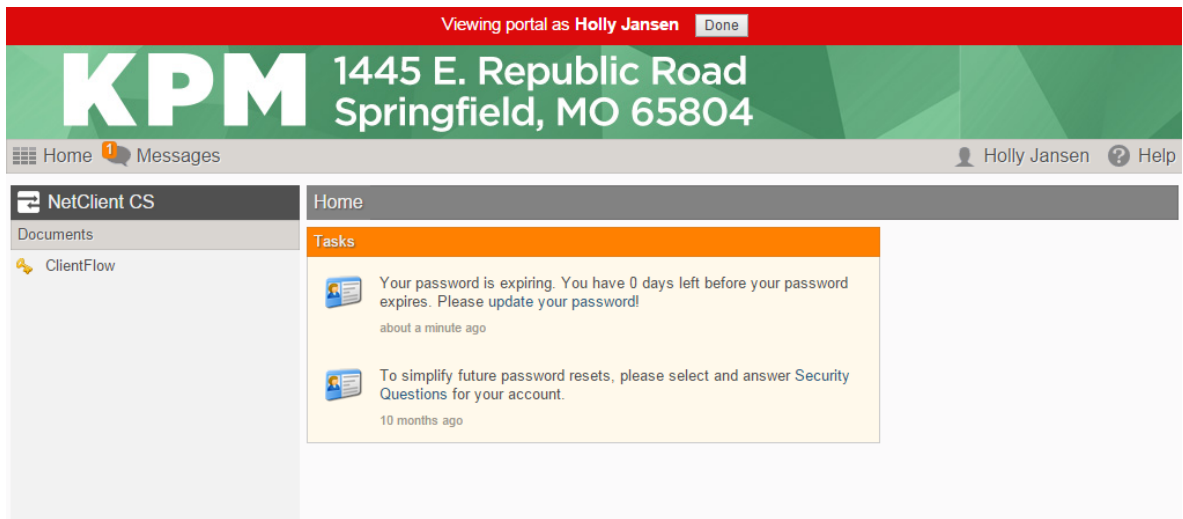 Viewing portal as Holly Jansen Done
KPM
1445 E. Republic Road
Springfield, MO 65804
Home 1 Messages Holly Jansen ? Help
NetClient CS
Documents
ClientFlow
Home
Tasks
Your password is expiring. You have 0 days left before your password
expires. Please update your password!
about a minute ago
To simplify future password resets, please select and answer Security
Questions for your account.
10 months ago